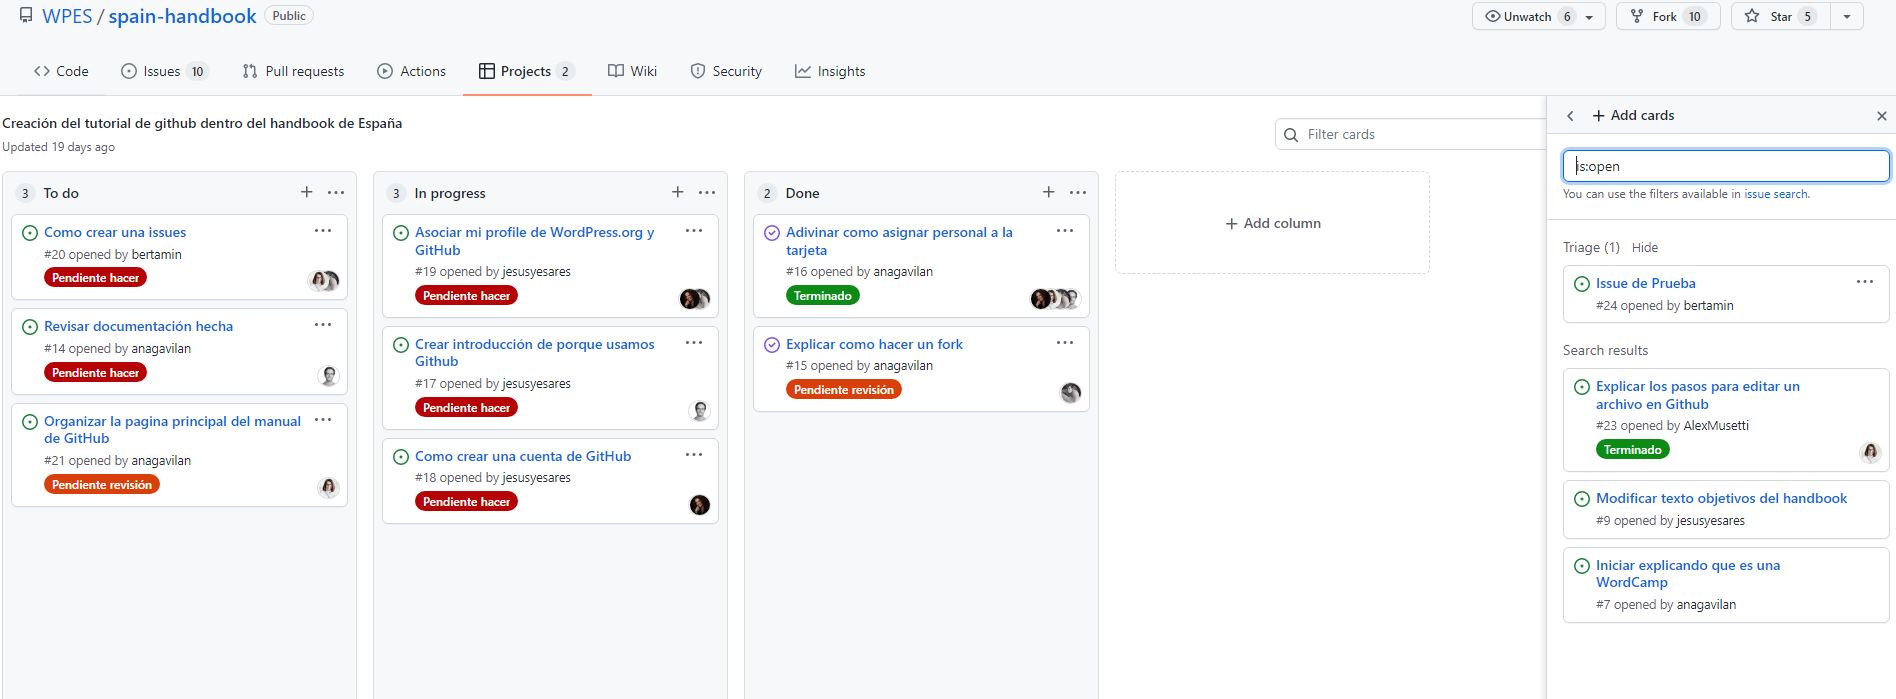 WPES / spain-handbook Public
Unwatch 6 Fork 10 Star 5
Code Issues 10 Pull requests Actions Projects 2 Wiki Security Insights
Creación del tutorial de github dentro del handbook de España
Updated 19 days ago
Filter cards
3 To do
Como crear una issues
#20 opened by bertamin
Pendiente hacer
Revisar documentación hecha
#14 opened by anagavilan
Pendiente hacer
Organizar la pagina principal del manual
de GitHub
#21 opened by anagavilan
Pendiente revisión
3 In progress
Asociar mi profile de WordPress.org y
GitHub
#19 opened by jesusyesares
Pendiente hacer
Crear introducción de porque usamos
Github
#17 opened by jesusyesares
Pendiente hacer
Como crear una cuenta de GitHub
#18 opened by jesusyesares
Pendiente hacer
2 Done
Adivinar como asignar personal a la
tarjeta
#16 opened by anagavilan
Terminado
Explicar como hacer un fork
#15 opened by anagavilan
Pendiente revisión
+ Add column
+ Add cards
is:open
You can use the filters available in issue search.
Triage (1) Hide
Issue de Prueba
#24 opened by bertamin
Search results
Explicar los pasos para editar un
archivo en Github
#23 opened by AlexMusetti
Terminado
Modificar texto objetivos del handbook
#9 opened by jesusyesares
Iniciar explicando que es una
WordCamp
#7 opened by anagavilan